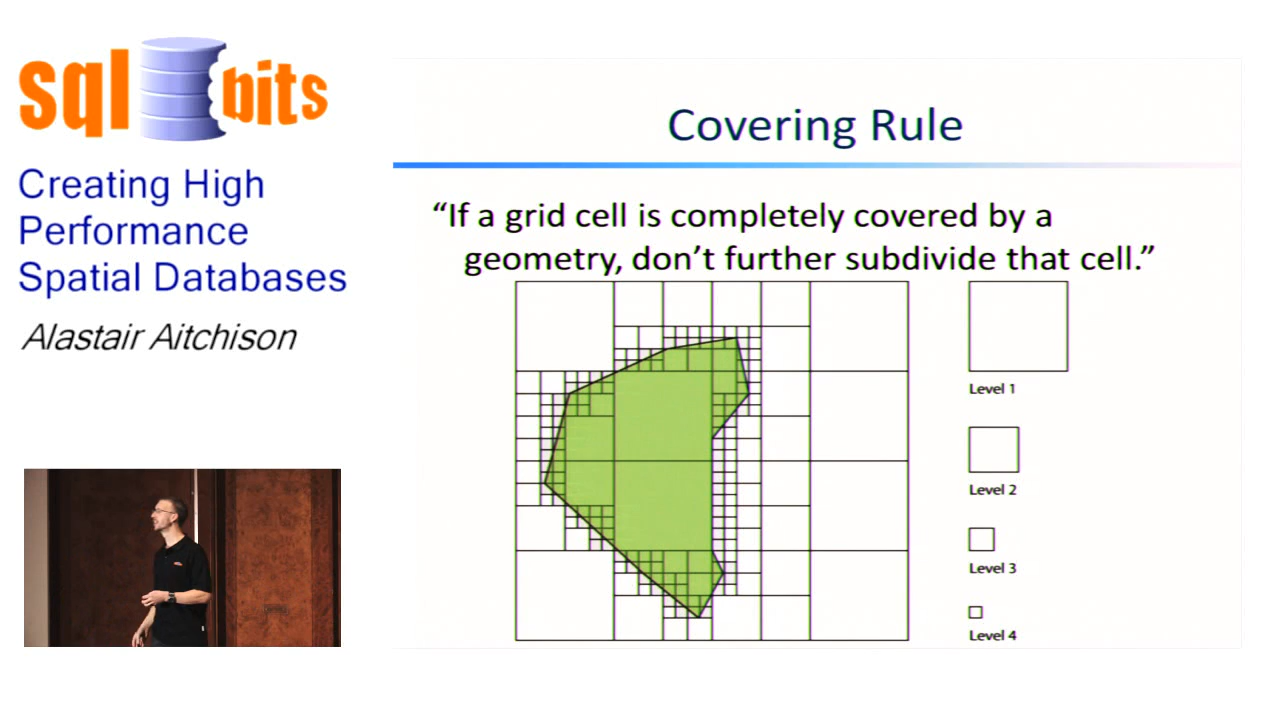 sql bits
Creating High
Performance
Spatial Databases
Alastair Aitchison
Covering Rule
“If a grid cell is completely covered by a
geometry, don’t further subdivide that cell.”
Level 1
Level 2
Level 3
Level 4